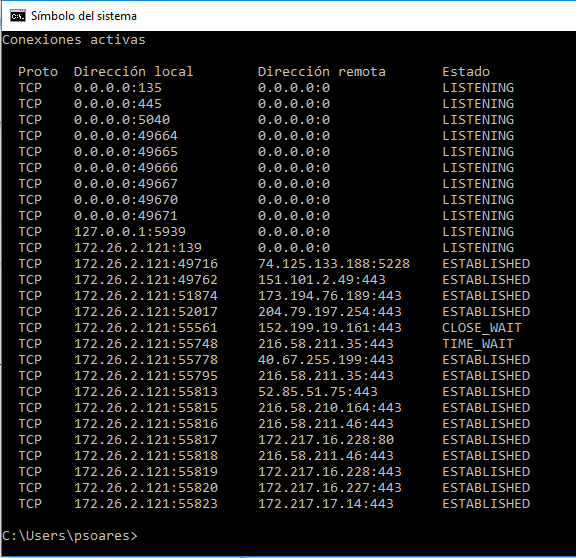 Símbolo del sistema
Conexiones activas
Proto  Dirección local        Dirección remota       Estado
TCP    0.0.0.0:135            0.0.0.0:0              LISTENING
TCP    0.0.0.0:445            0.0.0.0:0              LISTENING
TCP    0.0.0.0:5040           0.0.0.0:0              LISTENING
TCP    0.0.0.0:49664          0.0.0.0:0              LISTENING
TCP    0.0.0.0:49665          0.0.0.0:0              LISTENING
TCP    0.0.0.0:49666          0.0.0.0:0              LISTENING
TCP    0.0.0.0:49667          0.0.0.0:0              LISTENING
TCP    0.0.0.0:49670          0.0.0.0:0              LISTENING
TCP    0.0.0.0:49671          0.0.0.0:0              LISTENING
TCP    127.0.0.1:5939         0.0.0.0:0              LISTENING
TCP    172.26.2.121:139       0.0.0.0:0              LISTENING
TCP    172.26.2.121:49716     74.125.133.188:5228    ESTABLISHED
TCP    172.26.2.121:49762     151.101.2.49:443       ESTABLISHED
TCP    172.26.2.121:51874     173.194.76.189:443     ESTABLISHED
TCP    172.26.2.121:52017     204.79.197.254:443     ESTABLISHED
TCP    172.26.2.121:55561     152.199.19.161:443     CLOSE_WAIT
TCP    172.26.2.121:55748     216.58.211.35:443      TIME_WAIT
TCP    172.26.2.121:55778     40.67.255.199:443      ESTABLISHED
TCP    172.26.2.121:55795     216.58.211.35:443      ESTABLISHED
TCP    172.26.2.121:55813     52.85.51.75:443        ESTABLISHED
TCP    172.26.2.121:55815     216.58.210.164:443     ESTABLISHED
TCP    172.26.2.121:55816     216.58.211.46:443      ESTABLISHED
TCP    172.26.2.121:55817     172.217.16.228:80      ESTABLISHED
TCP    172.26.2.121:55818     216.58.211.46:443      ESTABLISHED
TCP    172.26.2.121:55819     172.217.16.228:443     ESTABLISHED
TCP    172.26.2.121:55820     172.217.16.227:443     ESTABLISHED
TCP    172.26.2.121:55823     172.217.17.14:443      ESTABLISHED
C:\Users\psoares>